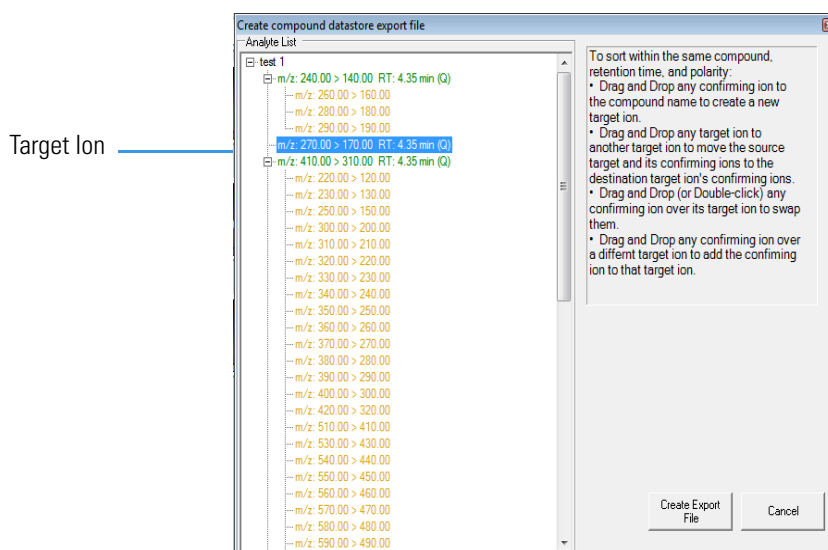 Create compound datastore export file
Analyte List
test 1
m/z: 240.00 > 140.00 RT: 4.35 min (Q)
m/z: 260.00 > 160.00
m/z: 280.00 > 180.00
m/z: 290.00 > 190.00
m/z: 270.00 > 170.00 RT: 4.35 min (Q)
m/z: 410.00 > 310.00 RT: 4.35 min (Q)
m/z: 220.00 > 120.00
m/z: 230.00 > 130.00
m/z: 250.00 > 150.00
m/z: 300.00 > 200.00
m/z: 310.00 > 210.00
m/z: 320.00 > 220.00
m/z: 330.00 > 230.00
m/z: 340.00 > 240.00
m/z: 350.00 > 250.00
m/z: 360.00 > 260.00
m/z: 370.00 > 270.00
m/z: 380.00 > 280.00
m/z: 390.00 > 290.00
m/z: 400.00 > 300.00
m/z: 420.00 > 320.00
m/z: 510.00 > 410.00
m/z: 530.00 > 430.00
m/z: 540.00 > 440.00
m/z: 550.00 > 450.00
m/z: 560.00 > 460.00
m/z: 570.00 > 470.00
m/z: 580.00 > 480.00
m/z: 590.00 > 490.00
Target Ion
To sort within the same compound,
retention time, and polarity:
• Drag and Drop any confirming ion to
the compound name to create a new
target ion.
• Drag and Drop any target ion to
another target ion to move the source
target and its confirming ions to the
destination target ion's confirming ions.
• Drag and Drop (or Double-click) any
confirming ion over its target ion to swap
them.
• Drag and Drop any confirming ion over
a differnt target ion to add the confiming
ion to that target ion.
Create Export
File
Cancel